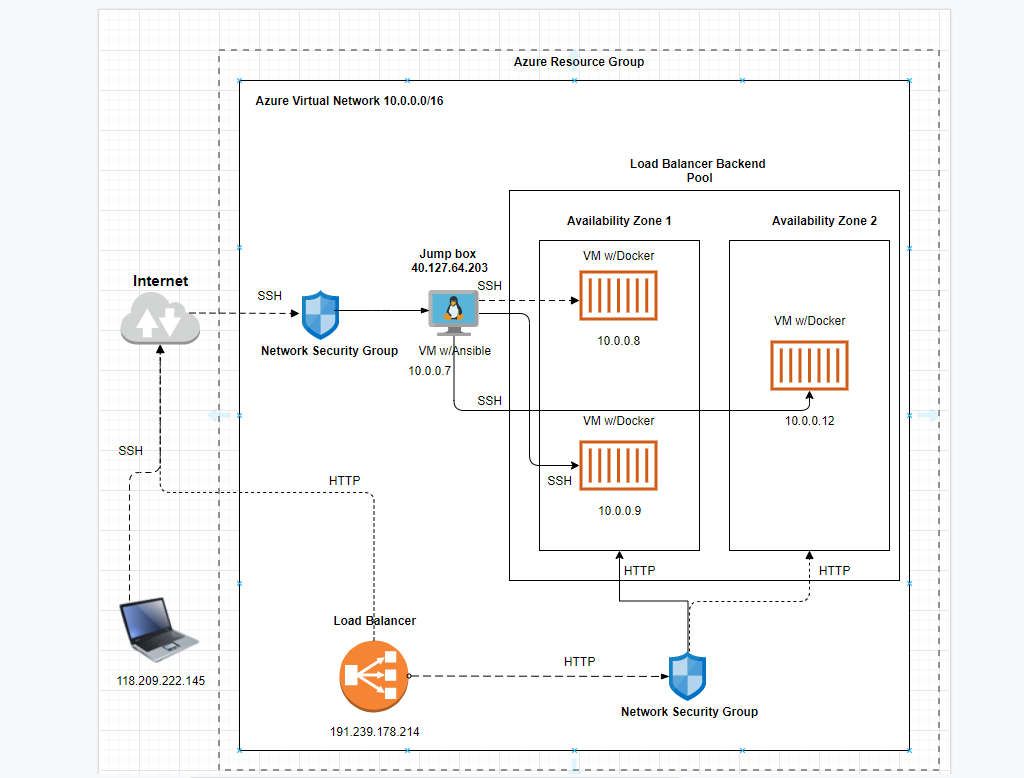 Azure Resource Group
Azure Virtual Network 10.0.0.0/16
Load Balancer Backend
Pool
Availability Zone 1
Availability Zone 2
VM w/Docker
Jump box
40.127.64.203
Internet
SSH
SSH
VM w/Docker
10.0.0.8
Network Security Group
VM w/Ansible
10.0.0.7
SSH
VM w/Docker
10.0.0.12
SSH
SSH
10.0.0.9
HTTP
HTTP
HTTP
Load Balancer
HTTP
118.209.222.145
Network Security Group
191.239.178.214